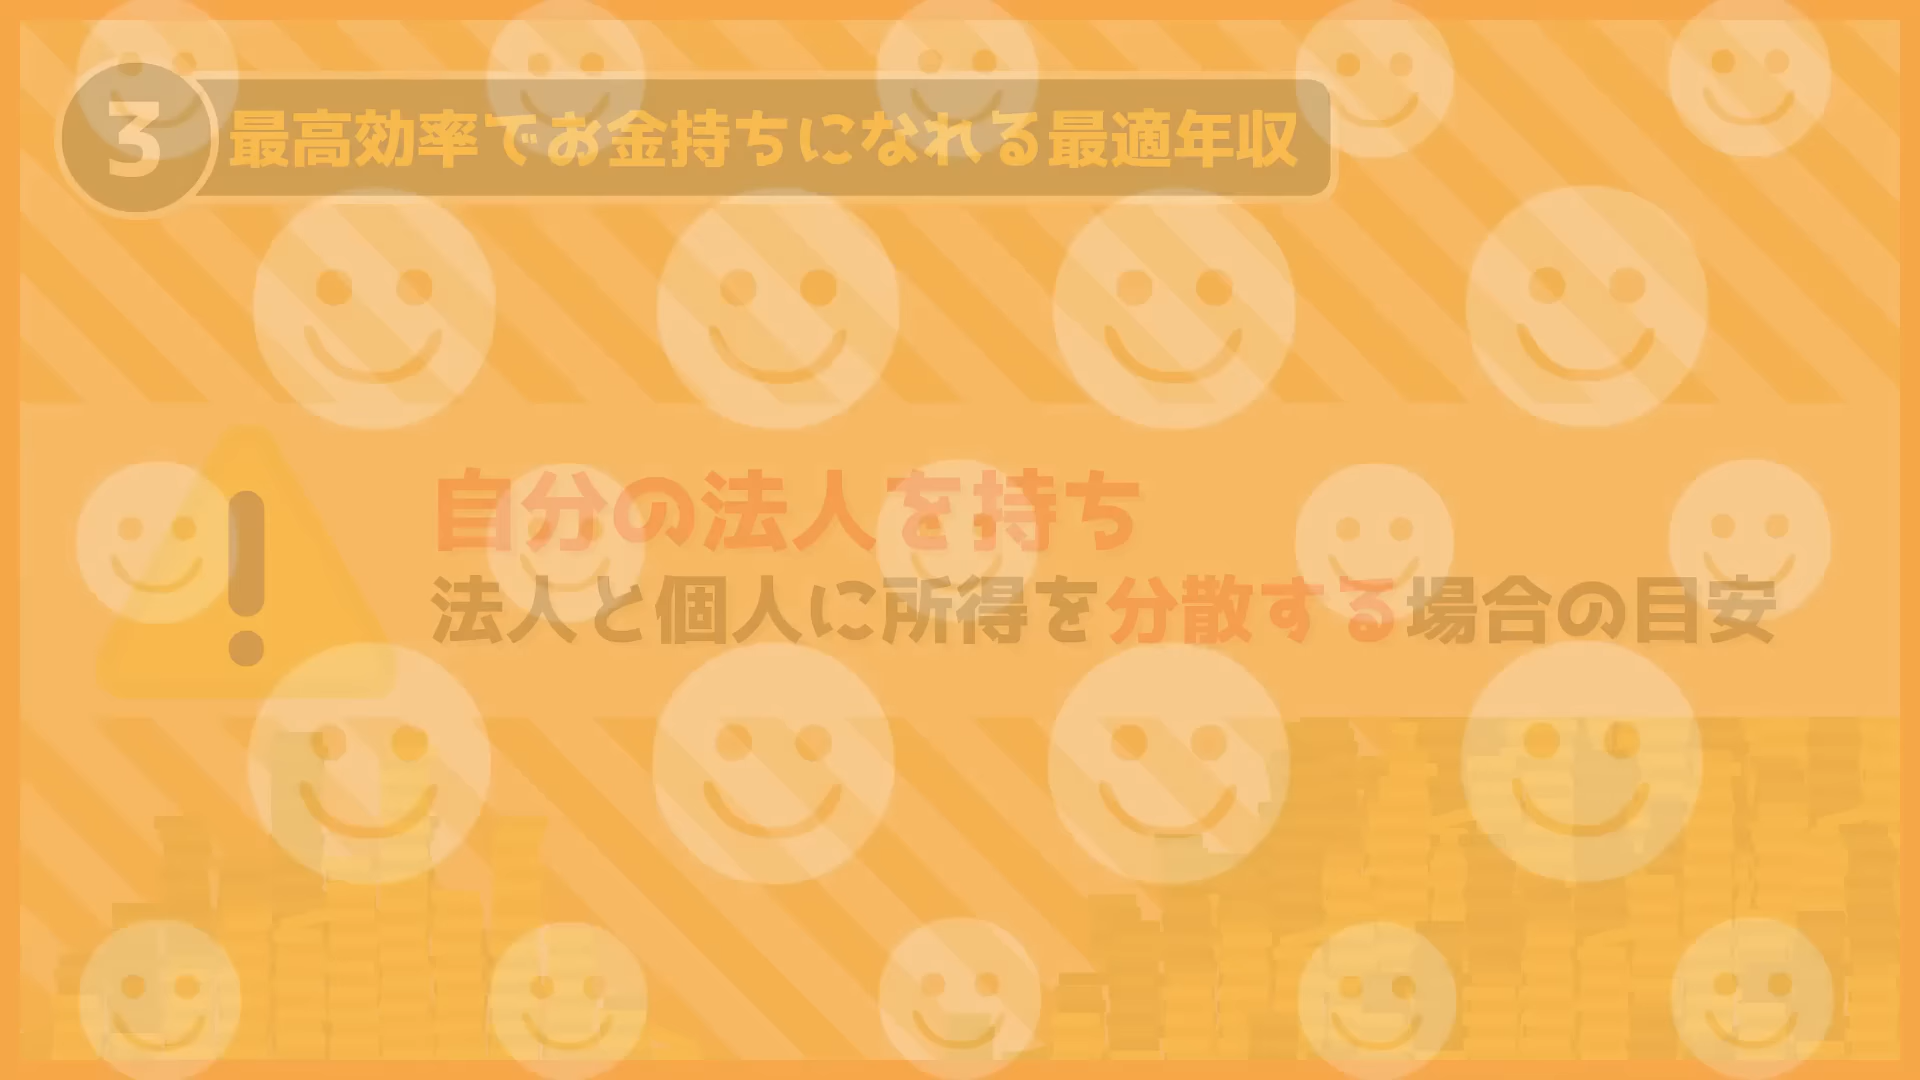 3 最高効率でお金持ちになれる最適年収
自分の法人を持ち
法人と個人に所得を分散する場合の目安